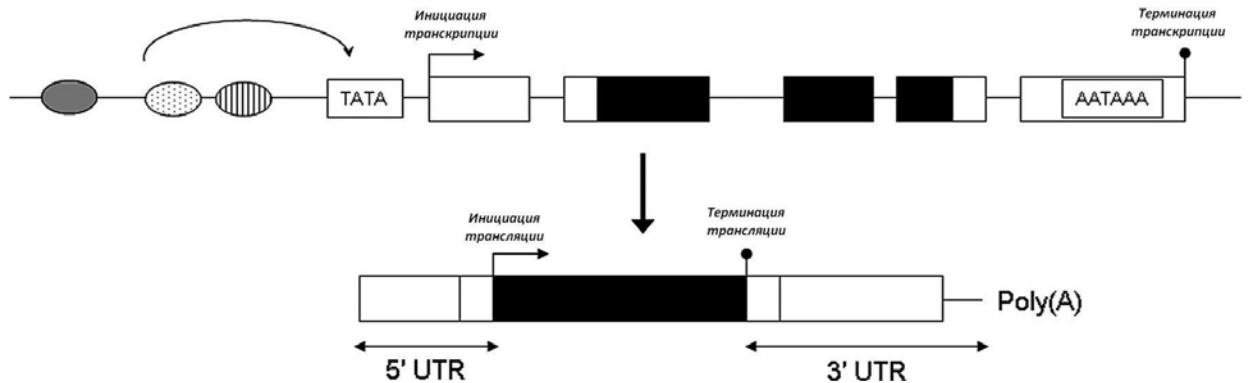 Инициация
транскрипции
Терминация
транскрипции
TATA
AATAAA
Инициация
трансляции
Терминация
трансляции
Poly(A)
5' UTR
3' UTR